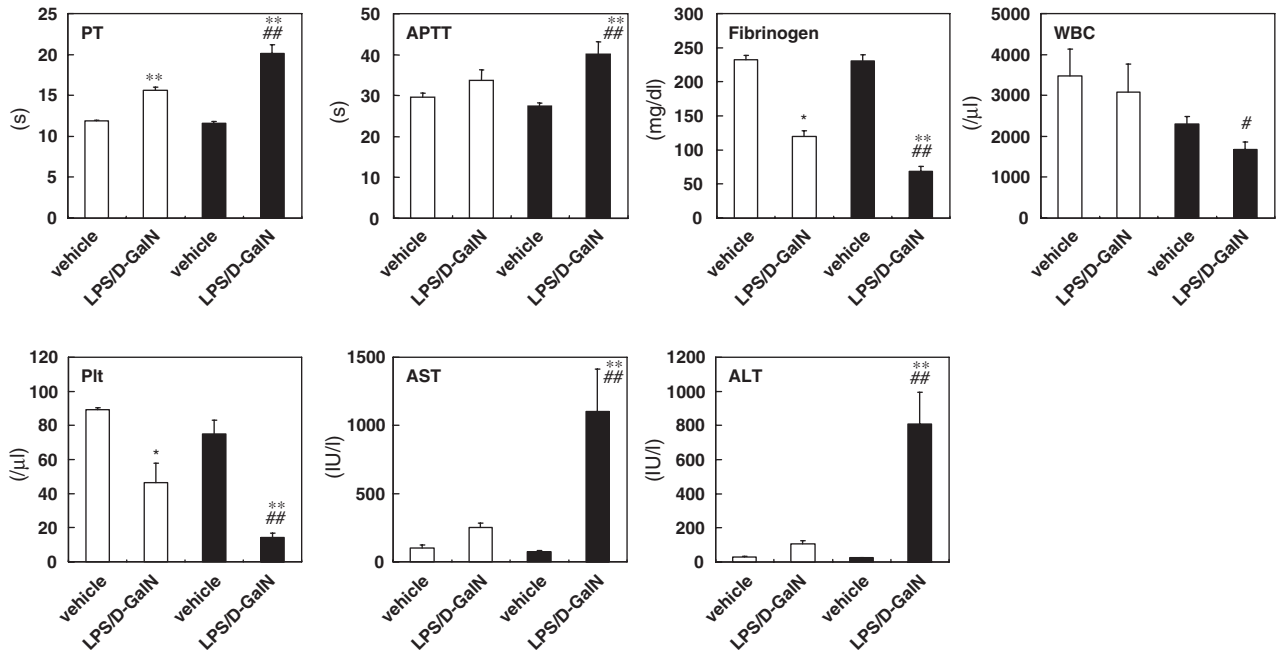 PT
25
20
15
10
5
0
(s)
**
**
##
vehicle
LPS/D-GalN
vehicle
LPS/D-GalN
APTT
50
40
30
20
10
0
(s)
**
##
vehicle
LPS/D-GalN
vehicle
LPS/D-GalN
Fibrinogen
300
250
200
150
100
50
0
(mg/dl)
*
**
##
vehicle
LPS/D-GalN
vehicle
LPS/D-GalN
WBC
5000
4000
3000
2000
1000
0
(/μl)
#
vehicle
LPS/D-GalN
vehicle
LPS/D-GalN
Plt
120
100
80
60
40
20
0
(/μl)
*
**
##
vehicle
LPS/D-GalN
vehicle
LPS/D-GalN
AST
1500
1000
500
0
(IU/l)
**
##
vehicle
LPS/D-GalN
vehicle
LPS/D-GalN
ALT
1200
1000
800
600
400
200
0
(IU/l)
**
##
vehicle
LPS/D-GalN
vehicle
LPS/D-GalN